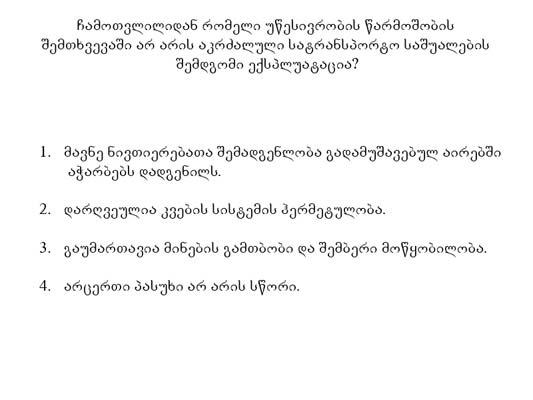 ჩამოთვლილიდან რომელი უწესივრობის წარმოშობის
შემთხვევაში არ არის აკრძალული სატრანსპორტო საშუალების
შემდგომი ექსპლუატაცია?
1. მავნე ნივთიერებათა შემადგენლობა გადამუშავებულ აირებში
აჭარბებს დადგენილს.
2. დარღვეულია კვების სისტემის ჰერმეტულობა.
3. გაუმართავია მინების გამთბობი და შემბერი მოწყობილობა.
4. არცერთი პასუხი არ არის სწორი.